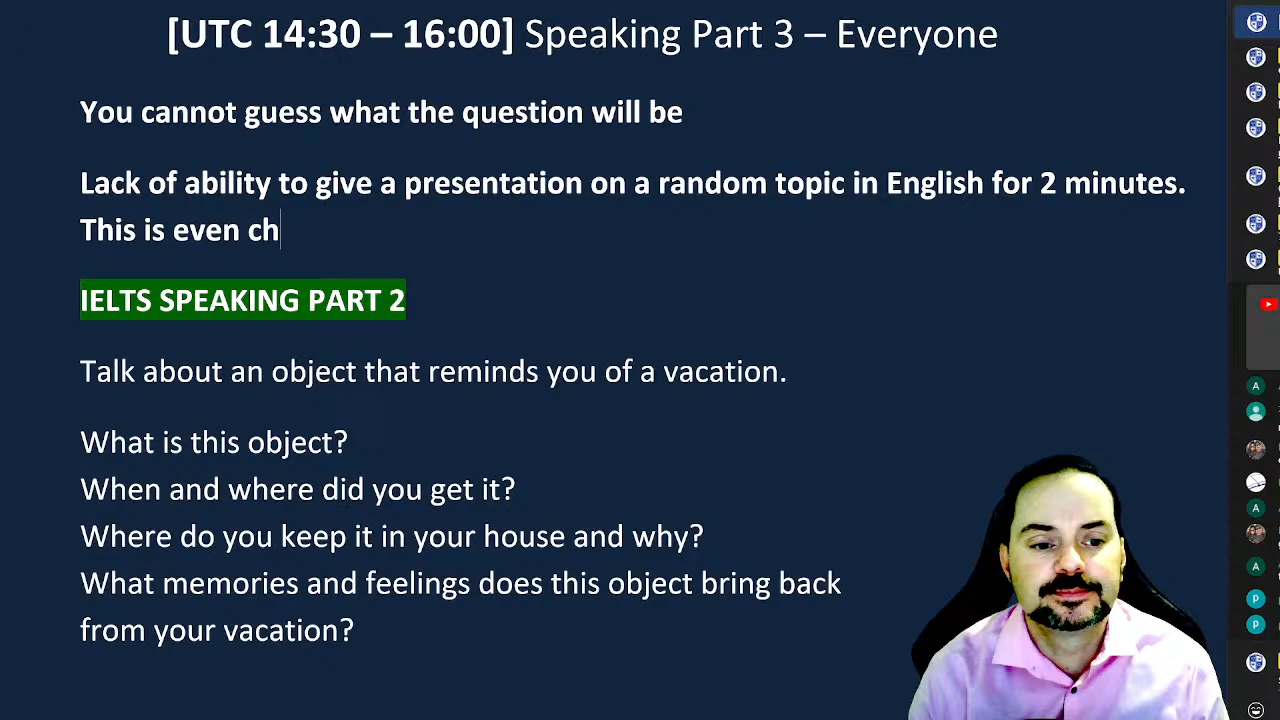 [UTC 14:30 – 16:00] Speaking Part 3 – Everyone
You cannot guess what the question will be
Lack of ability to give a presentation on a random topic in English for 2 minutes.
This is even ch
IELTS SPEAKING PART 2
Talk about an object that reminds you of a vacation.
What is this object?
When and where did you get it?
Where do you keep it in your house and why?
What memories and feelings does this object bring back
from your vacation?
A
A
A
P
P